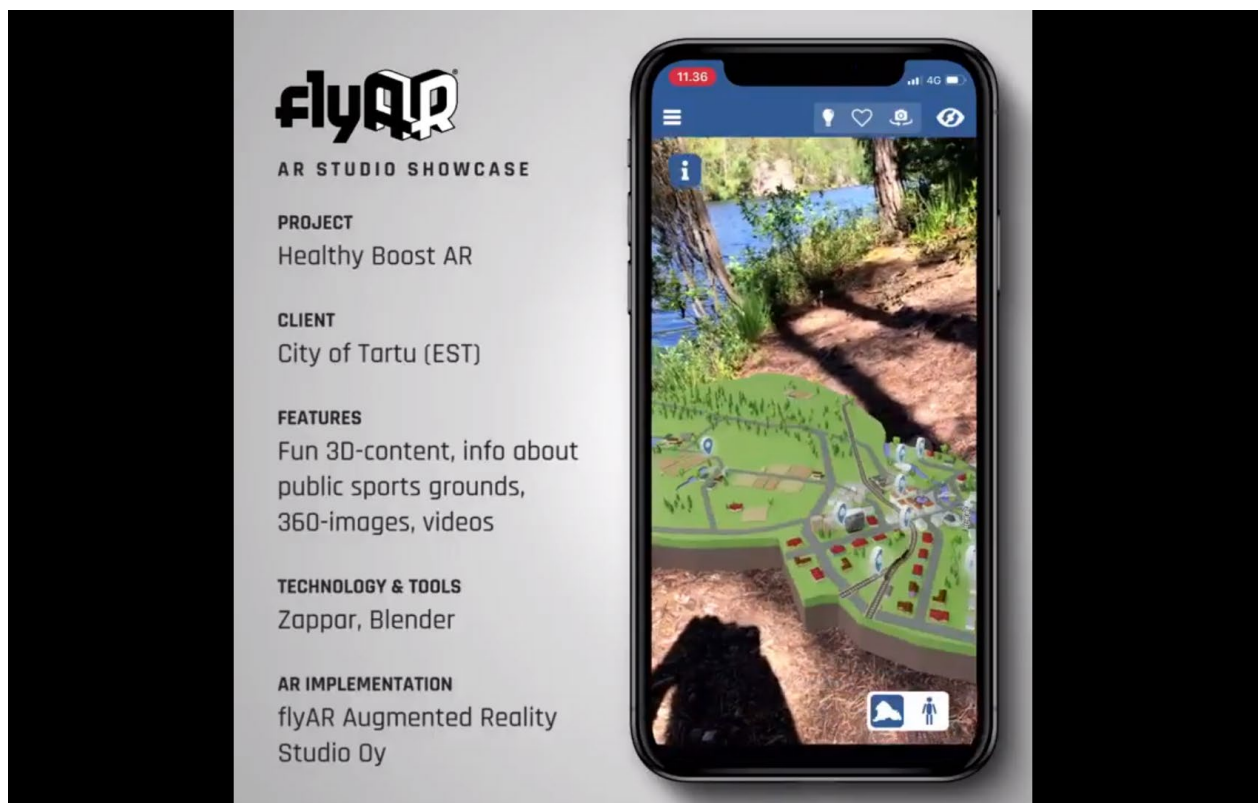 flyAR®
AR STUDIO SHOWCASE
PROJECT
Healthy Boost AR
CLIENT
City of Tartu (EST)
FEATURES
Fun 3D-content, info about
public sports grounds,
360-images, videos
TECHNOLOGY & TOOLS
Zappar, Blender
AR IMPLEMENTATION
flyAR Augmented Reality
Studio Oy
11.36
4G
i